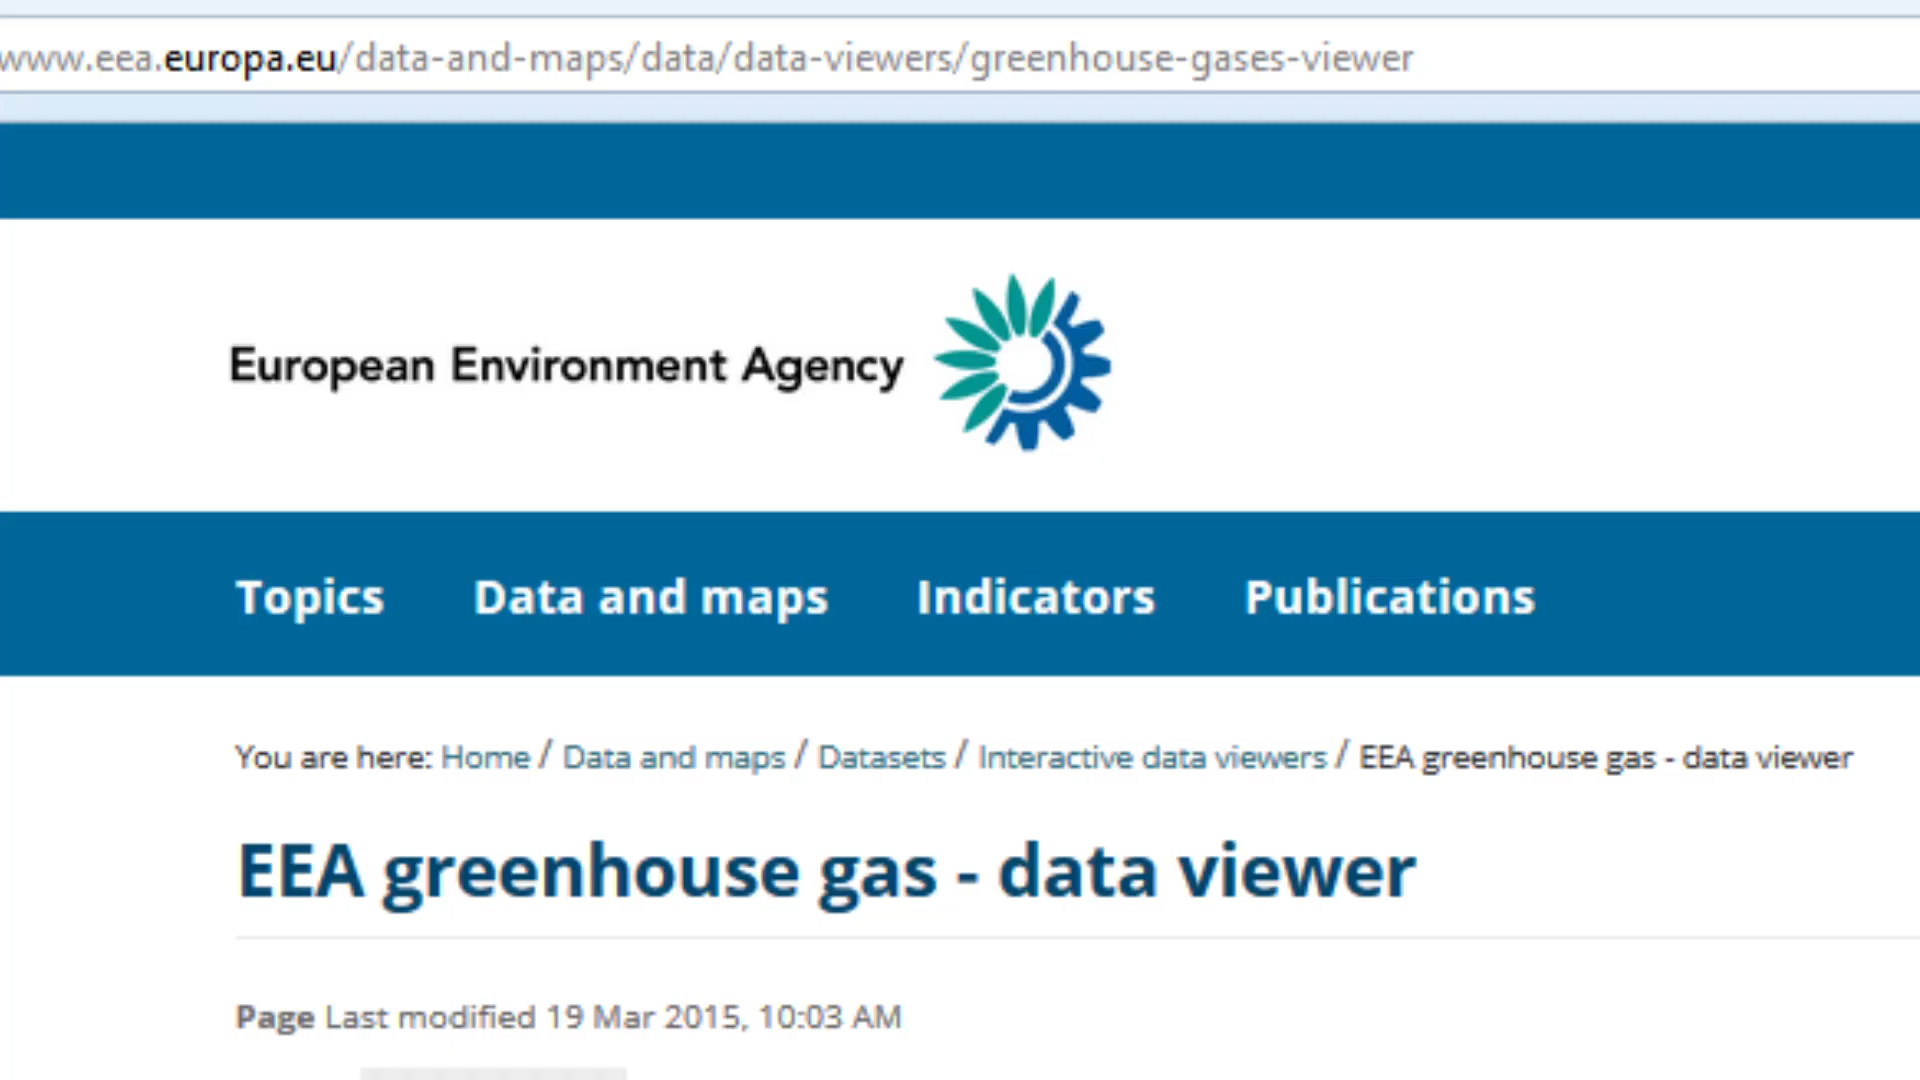 www.eea.europa.eu/data-and-maps/data/data-viewers/greenhouse-gases-viewer
European Environment Agency
Topics Data and maps Indicators Publications
You are here: Home / Data and maps / Datasets / Interactive data viewers / EEA greenhouse gas - data viewer
EEA greenhouse gas - data viewer
Page Last modified 19 Mar 2015, 10:03 AM